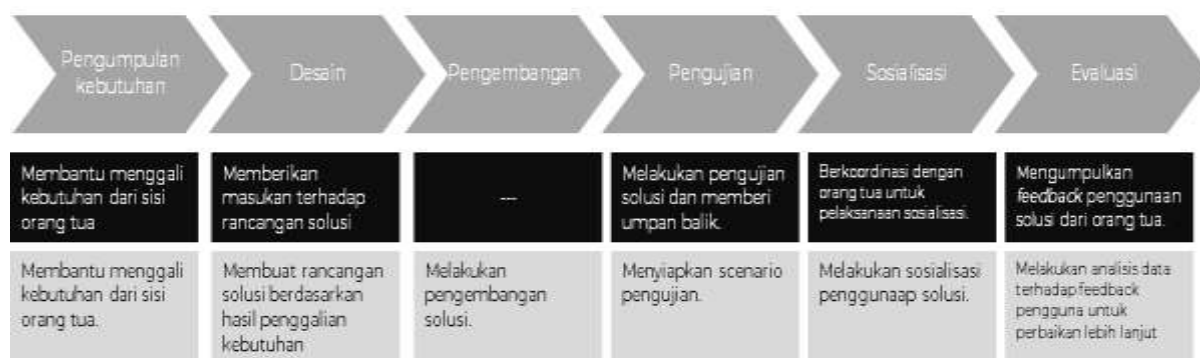 Pengumpulan
kebutuhan
Desain
Pengembangan
Pengujian
Sosialisasi
Evaluasi
Membantu menggali
kebutuhan dari sisi
orang tua
Memberikan
masukan terhadap
rancangan solusi
---
Melakukan pengujian
solusi dan memberi
umpan balik.
Berkoordinasi dengan
orang tua untuk
pelaksanaan sosialisasi.
Mengumpulkan
feedback penggunaan
solusi dari orang tua.
Membantu menggali
kebutuhan dari sisi
orang tua.
Membuat rancangan
solusi berdasarkan
hasil penggalian
kebutuhan
Melakukan
pengembangan
solusi.
Menyiapkan scenario
pengujian.
Melakukan sosialisasi
penggunaap solusi.
Melakukan analisis data
terhadap feedback
pengguna untuk
perbaikan lebih lanjut